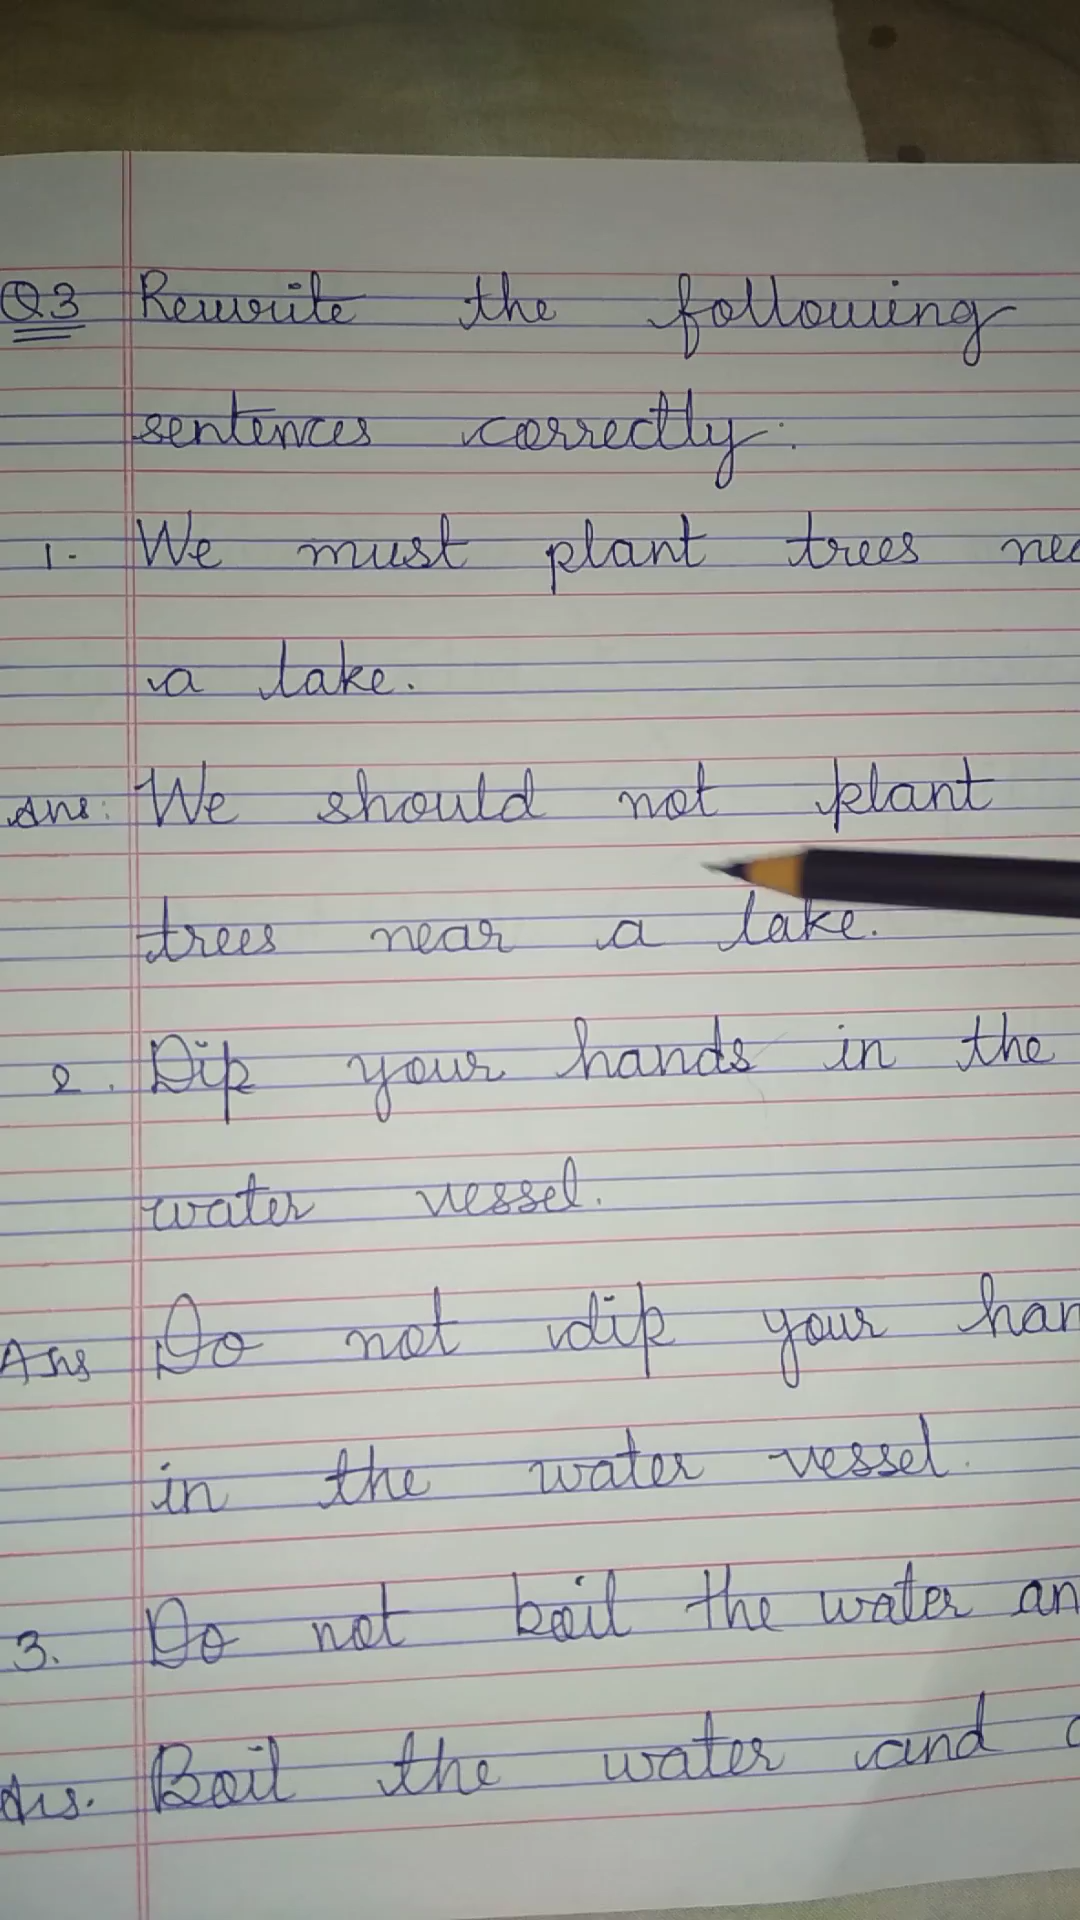 Q3 Rewrite the following
sentences correctly:
1. We must plant trees
a lake.
Ans: We should not plant
trees near a lake.
2. Dip your hands in the
water vessel.
Ans Do not dip your
in the water vessel.
3. Do not boil the water
Ans. Boil the water and